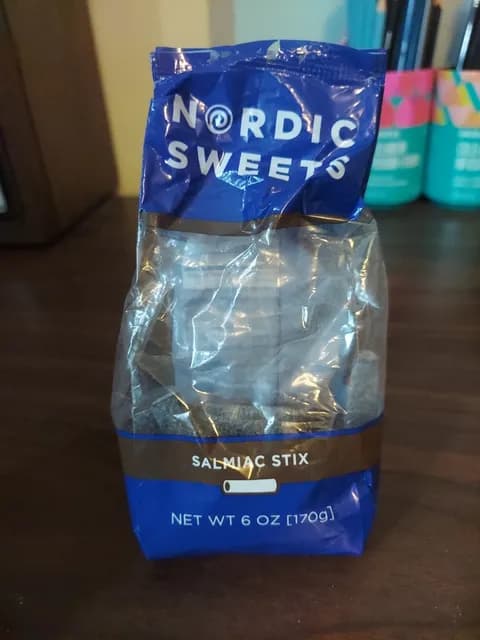 NORDIC
SWEETS
SALMIAC STIX
NET WT 6 OZ [170g]